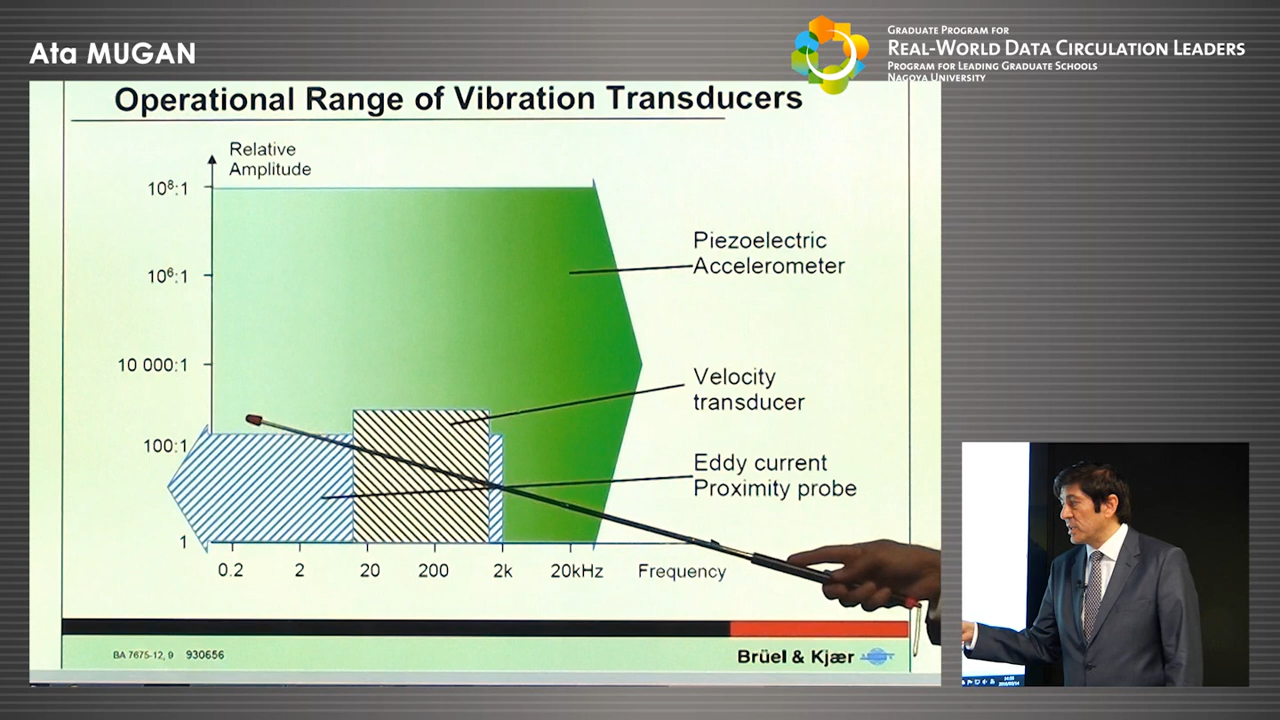 Ata MUGAN
GRADUATE PROGRAM FOR
REAL-WORLD DATA CIRCULATION LEADERS
PROGRAM FOR LEADING GRADUATE SCHOOLS
NAGOYA UNIVERSITY
Operational Range of Vibration Transducers
Relative
Amplitude
10⁸:1
10⁶:1
10 000:1
100:1
1
Piezoelectric
Accelerometer
Velocity
transducer
Eddy current
Proximity probe
0.2 2 20 200 2k 20kHz Frequency
BA 7675-12, 9 930656
Brüel & Kjær